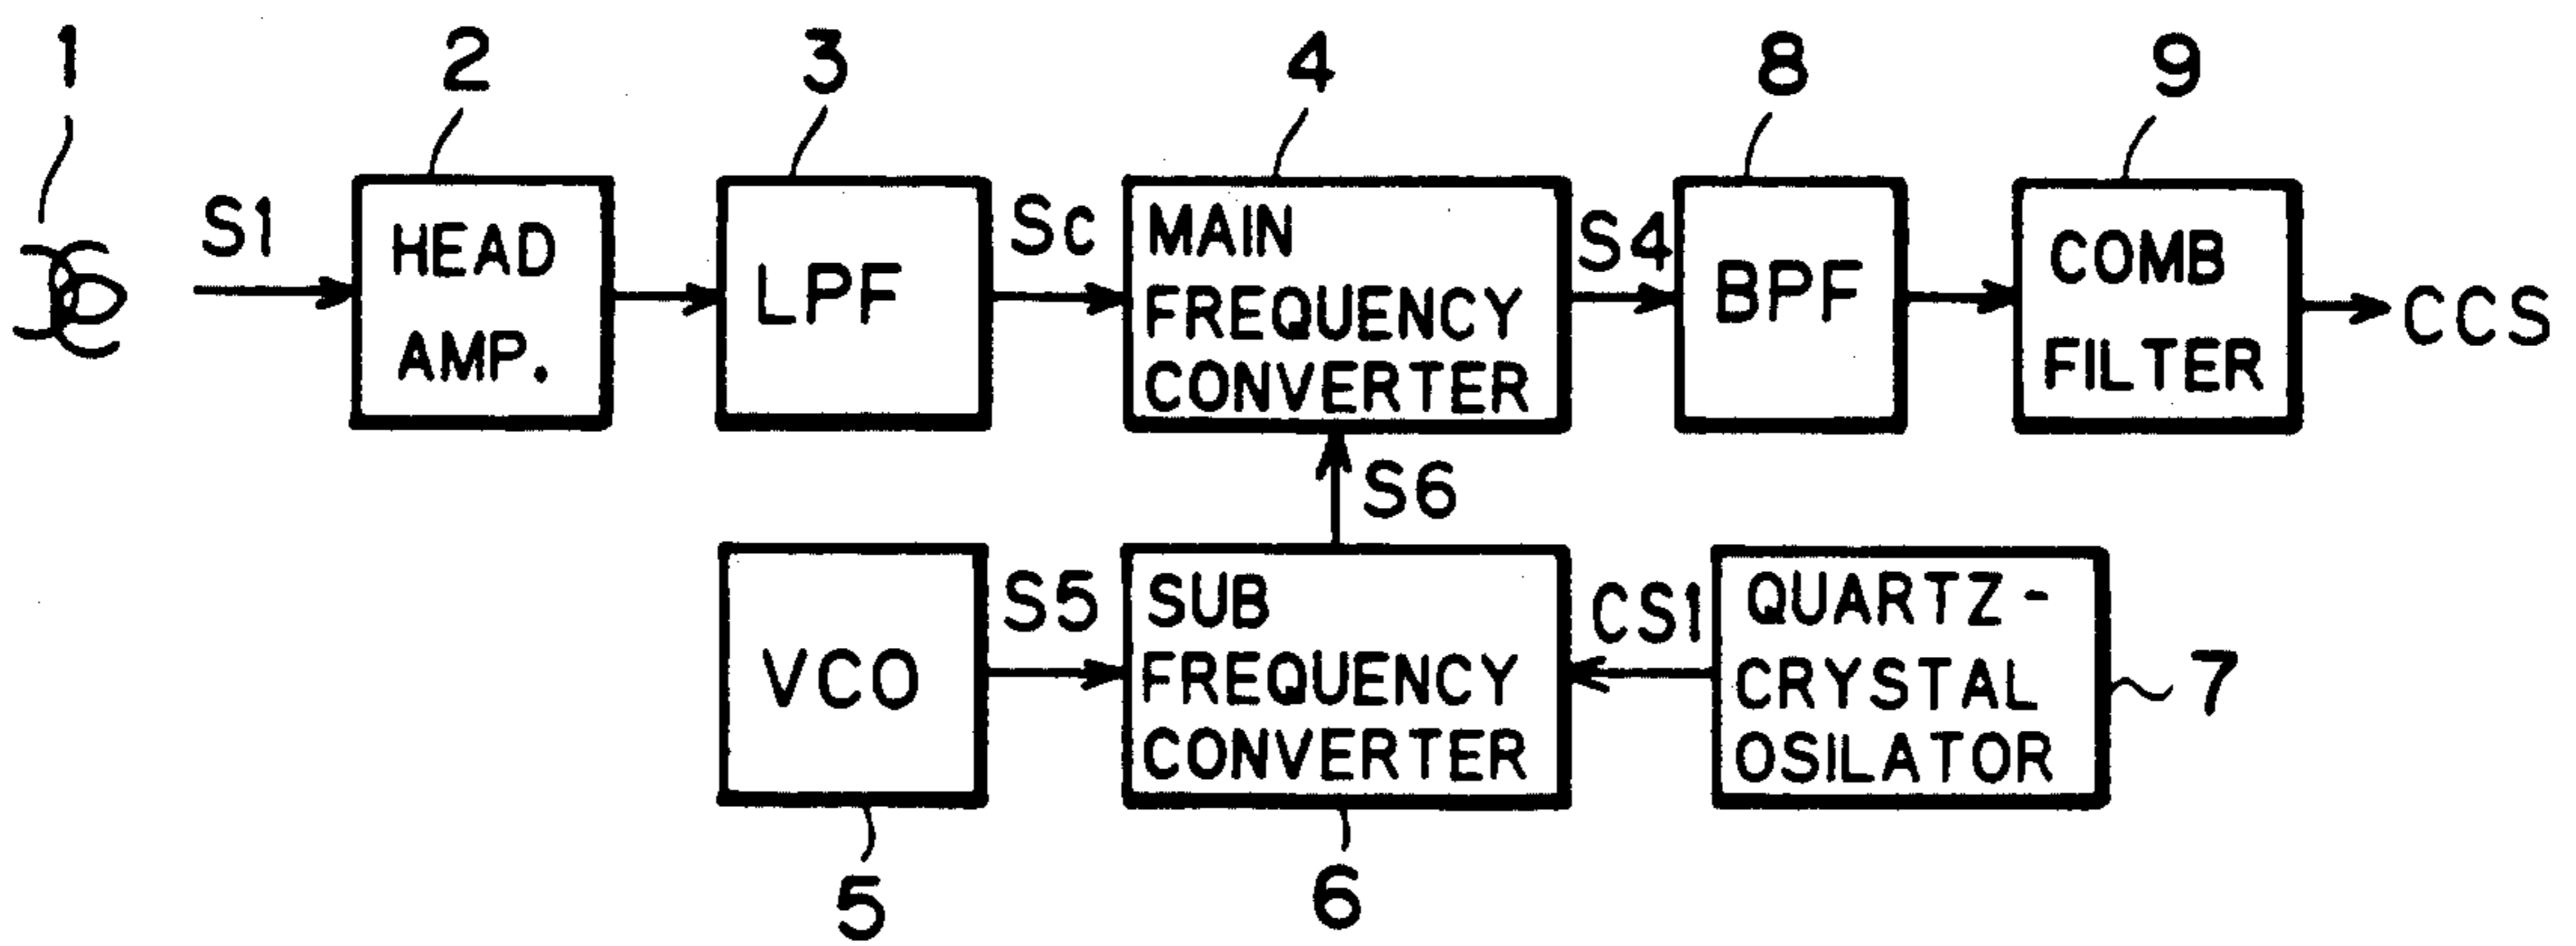 1
2
3
4
8
9
S1
HEAD
AMP.
LPF
Sc
MAIN
FREQUENCY
CONVERTER
S4
BPF
COMB
FILTER
CCS
S6
VCO
S5
SUB
FREQUENCY
CONVERTER
CS1
QUARTZ-
CRYSTAL
OSILATOR
7
5
6